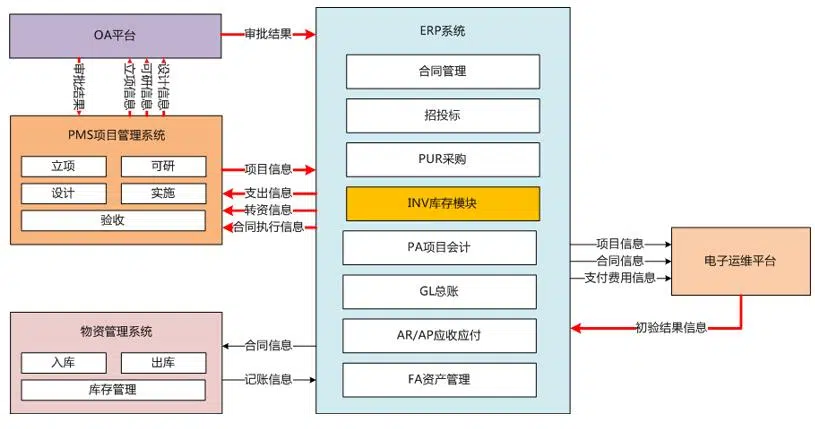 OA平台
审批结果
ERP系统
合同管理
招投标
PUR采购
INV库存模块
PA项目会计
GL总账
AR/AP应收应付
FA资产管理
审批结果
立项信息
可研信息
设计信息
PMS项目管理系统
立项
可研
设计
实施
验收
项目信息
支出信息
转资信息
合同执行信息
项目信息
合同信息
支付费用信息
电子运维平台
初验结果信息
物资管理系统
入库
出库
库存管理
合同信息
记账信息